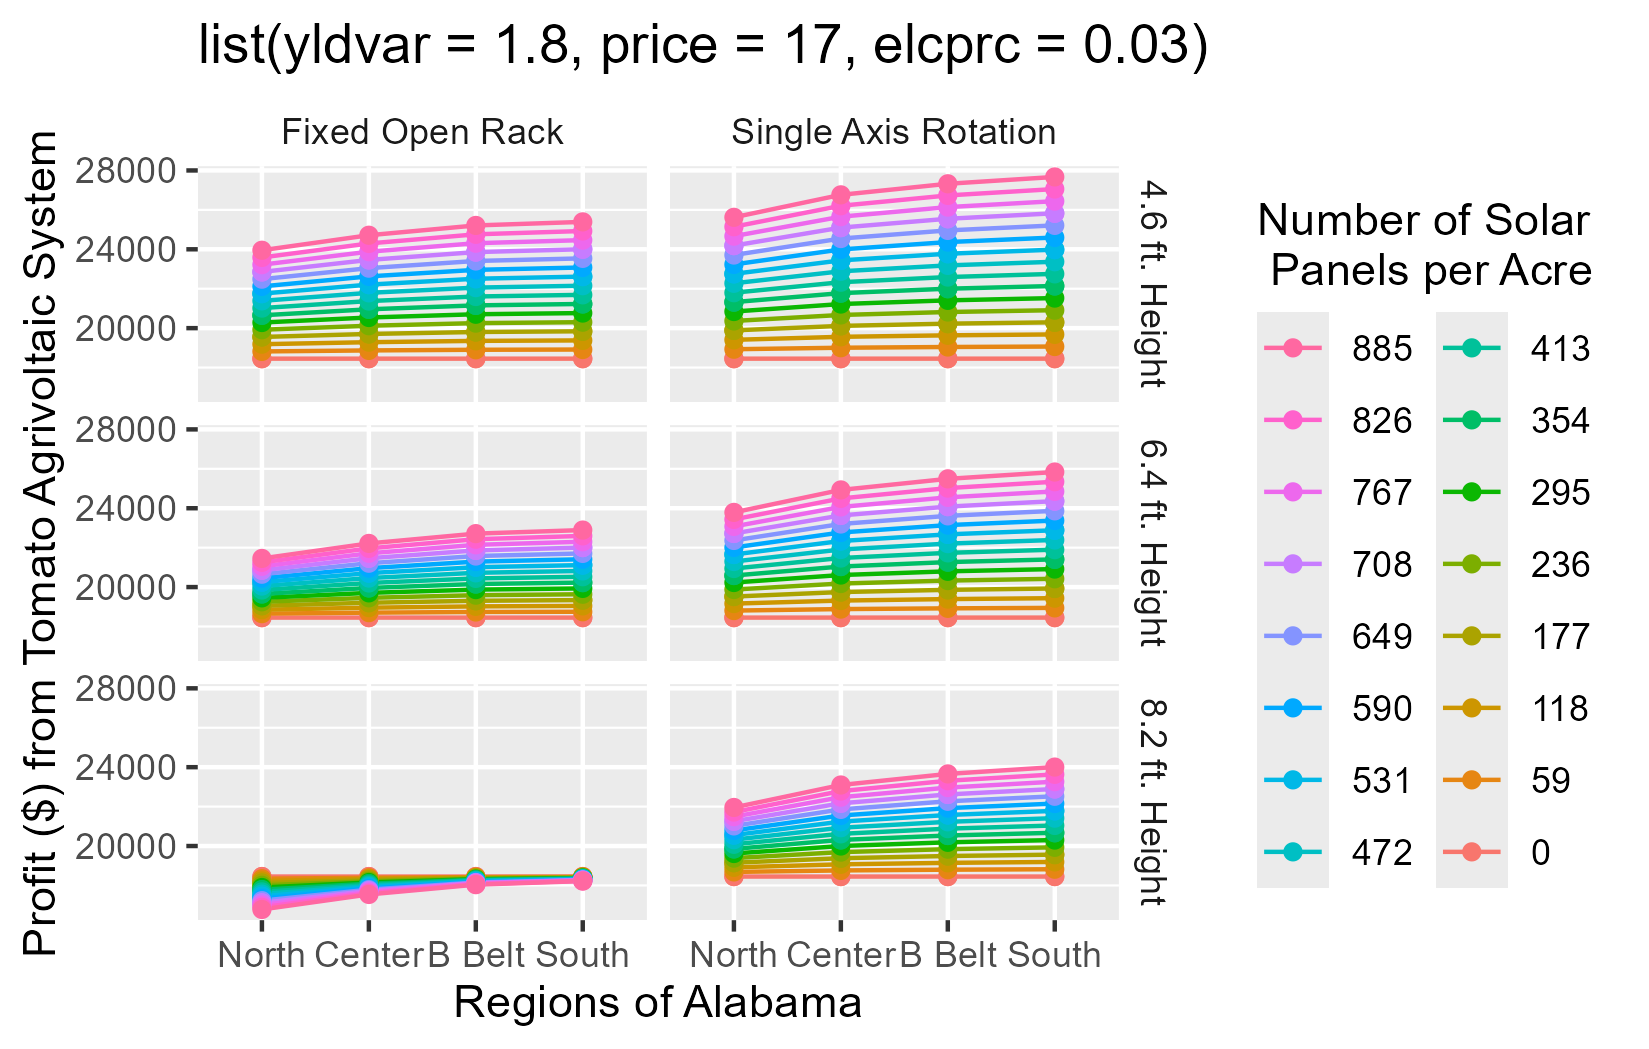 list(yldvar = 1.8, price = 17, elcprc = 0.03)
Fixed Open Rack
Single Axis Rotation
Profit ($) from Tomato Agrivoltaic System
28000
24000
20000
4.6 ft. Height
28000
24000
20000
6.4 ft. Height
28000
24000
20000
8.2 ft. Height
North Center B Belt South
North Center B Belt South
Regions of Alabama
Number of Solar
Panels per Acre
885
826
767
708
649
590
531
472
413
354
295
236
177
118
59
0